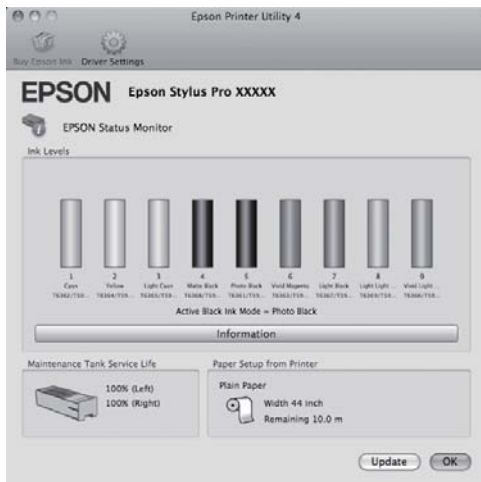 Epson Printer Utility 4
Buy Epson Ink Driver Settings
EPSON Epson Stylus Pro XXXXX
EPSON Status Monitor
Ink Levels
1 2 3 4 5 6 7 8 9
Cyan Yellow Light Cyan Matte Black Photo Black Vivid Magenta Light Black Light Light ... Vivid Light ...
Active Black Ink Mode = Photo Black
Information
Maintenance Tank Service Life
100% (Left)
100% (Right)
Paper Setup from Printer
Plain Paper
Width 44 inch
Remaining 10.0 m
Update OK